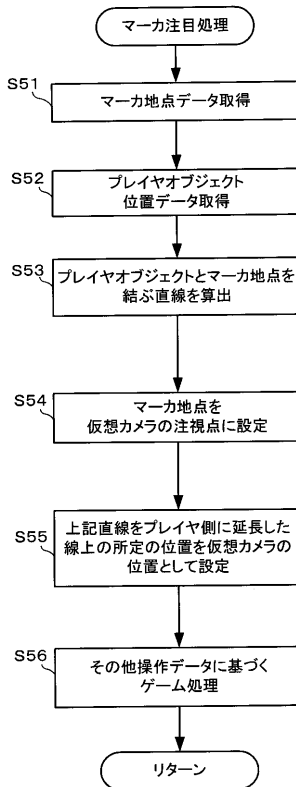 マーカ注目処理
S51
マーカ地点データ取得
S52
プレイヤオブジェクト
位置データ取得
S53
プレイヤオブジェクトとマーカ地点を
結ぶ直線を算出
S54
マーカ地点を
仮想カメラの注視点に設定
S55
上記直線をプレイヤ側に延長した
線上の所定の位置を仮想カメラの
位置として設定
S56
その他操作データに基づく
ゲーム処理
リターン